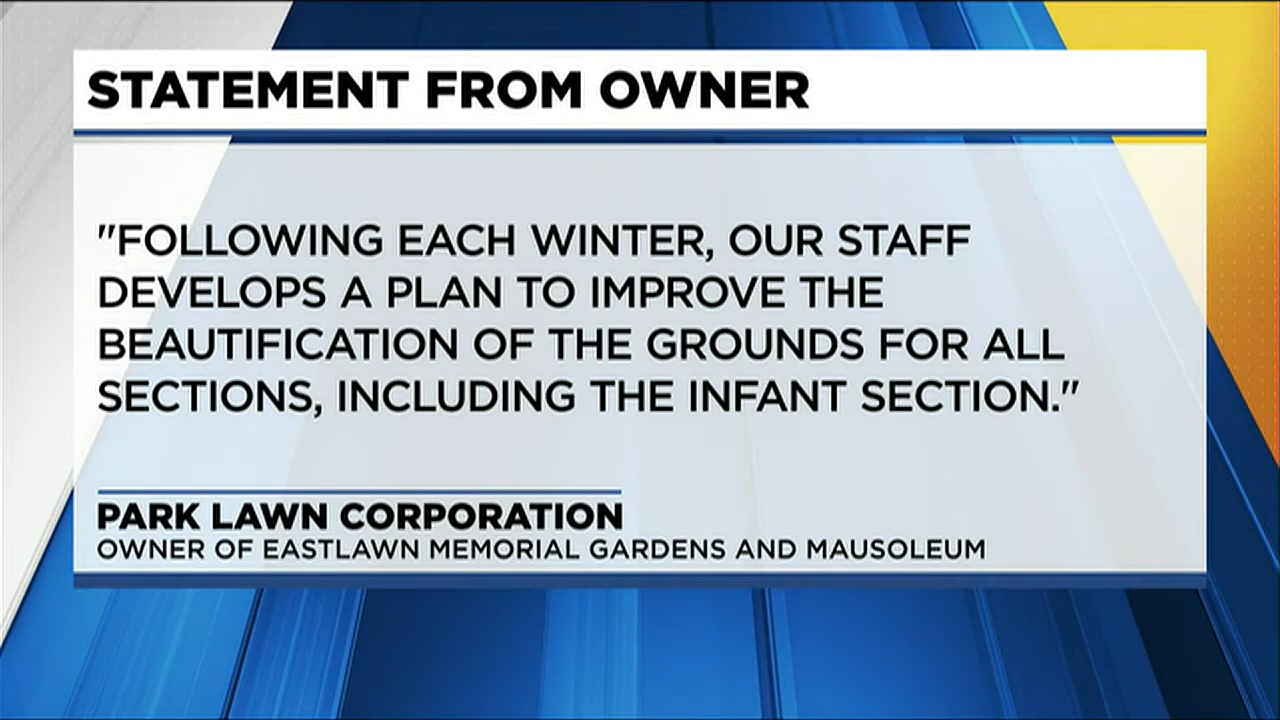 STATEMENT FROM OWNER
"FOLLOWING EACH WINTER, OUR STAFF
DEVELOPS A PLAN TO IMPROVE THE
BEAUTIFICATION OF THE GROUNDS FOR ALL
SECTIONS, INCLUDING THE INFANT SECTION."
PARK LAWN CORPORATION
OWNER OF EASTLAWN MEMORIAL GARDENS AND MAUSOLEUM